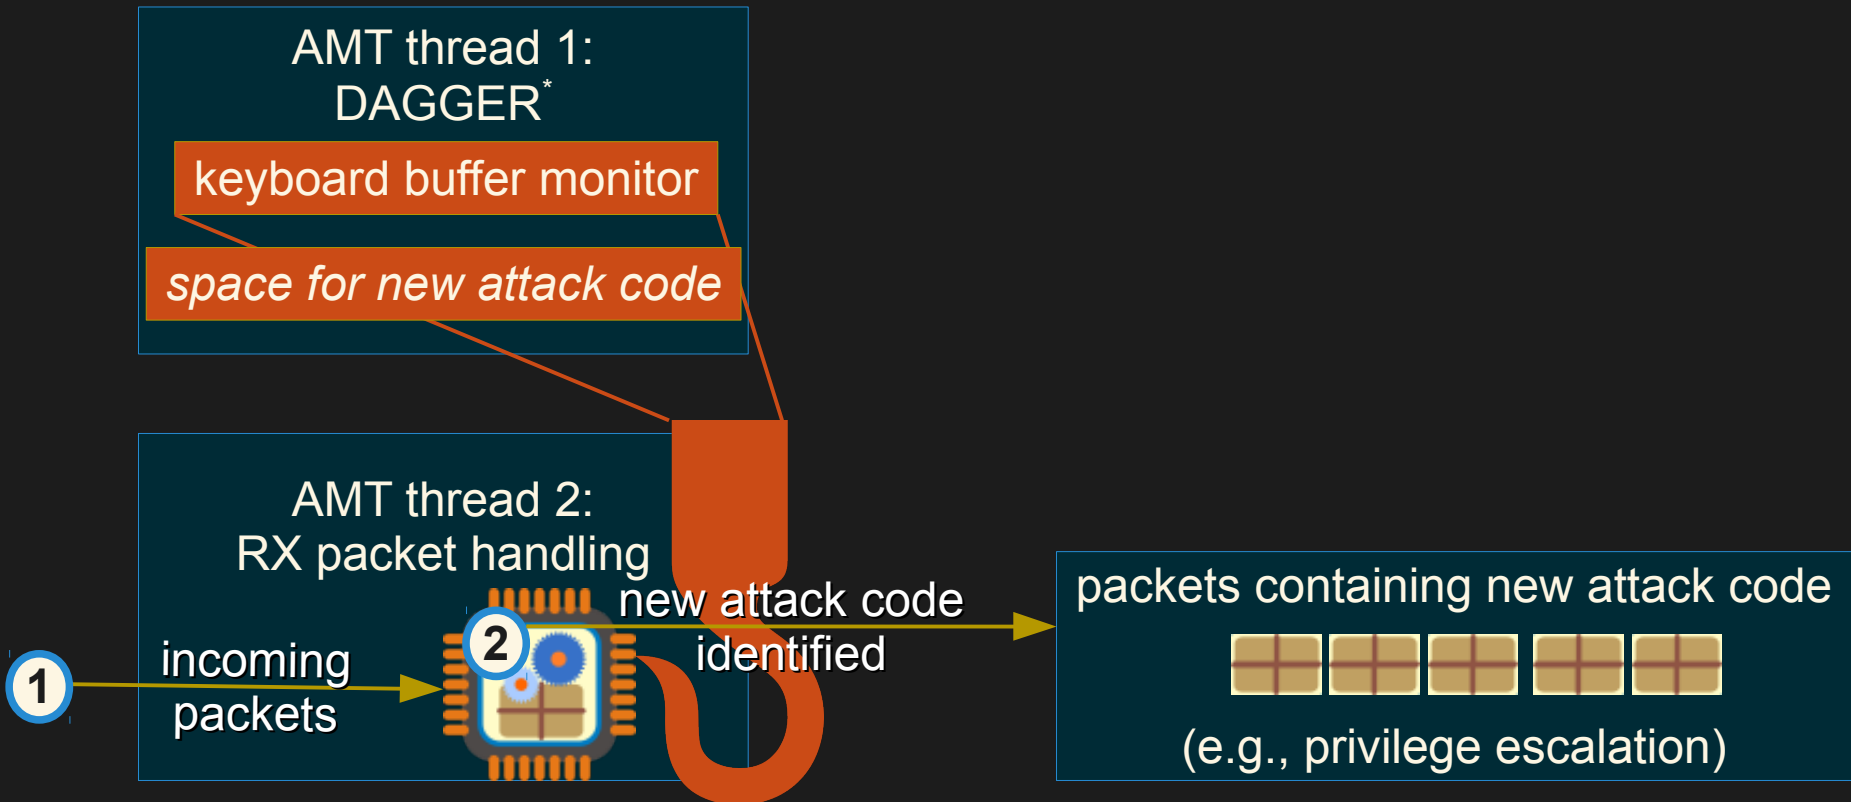 AMT thread 1:
DAGGER*
keyboard buffer monitor
space for new attack code
AMT thread 2:
RX packet handling
new attack code
identified
2
incoming
packets
1
packets containing new attack code
(e.g., privilege escalation)